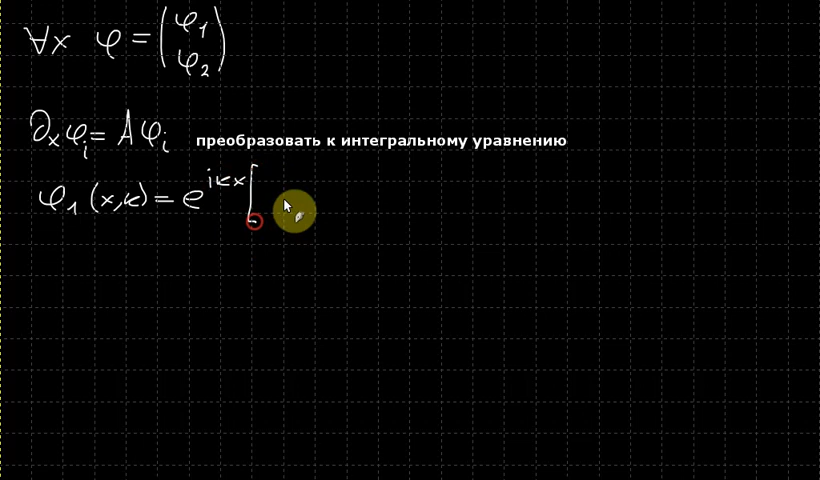 ∀x φ = (φ₁ φ₂)
∂ₓφᵢ = Aφᵢ преобразовать к интегральному уравнению
φ₁(x,k) = e^{ikx}[